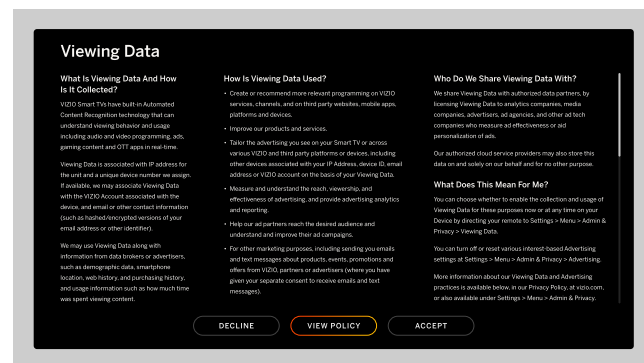 Viewing Data
What Is Viewing Data And How
Is It Collected?
VIZIO Smart TVs have built-in Automated
Content Recognition technology that can
understand viewing behavior and usage
including audio and video programming, ads,
gaming content and OTT apps in real-time.
Viewing Data is associated with IP address for
the unit and a unique device number we assign.
If available, we may associate Viewing Data
with the VIZIO Account associated with the
device, and email or other contact information
(such as hashed/encrypted versions of your
email address or other identifier).
We may use Viewing Data along with
information from data brokers or advertisers,
such as demographic data, smartphone
location, web history, and purchasing history,
and usage information such as how much time
was spent viewing content.
How Is Viewing Data Used?
• Create or recommend more relevant programming on VIZIO
services, channels, and on third party websites, mobile apps,
platforms and devices.
• Improve our products and services.
• Tailor the advertising you see on your Smart TV or across
various VIZIO and third party platforms or devices, including
other devices associated with your IP Address, device ID, email
address or VIZIO account on the basis of your Viewing Data.
• Measure and understand the reach, viewership, and
effectiveness of advertising, and provide advertising analytics
and reporting.
• Help our ad partners reach the desired audience and
understand and improve their ad campaigns.
• For other marketing purposes, including sending you emails
and text messages about products, events, promotions and
offers from VIZIO, partners or advertisers (where you have
given your separate consent to receive emails and text
messages).
Who Do We Share Viewing Data With?
We share Viewing Data with authorized data partners, by
licensing Viewing Data to analytics companies, media
companies, advertisers, ad agencies, and other ad tech
companies who measure ad effectiveness or aid
personalization of ads.
Our authorized cloud service providers may also store this
data on and solely on our behalf and for no other purpose.
What Does This Mean For Me?
You can choose whether to enable the collection and usage of
Viewing Data for these purposes now or at any time on your
Device by directing your remote to Settings > Menu > Admin &
Privacy > Viewing Data.
You can turn off or reset various interest-based Advertising
settings at Settings > Menu > Admin & Privacy > Advertising.
More information about our Viewing Data and Advertising
practices is available below, in our Privacy Policy, at vizio.com,
or also available under Settings > Menu > Admin & Privacy.
DECLINE
VIEW POLICY
ACCEPT